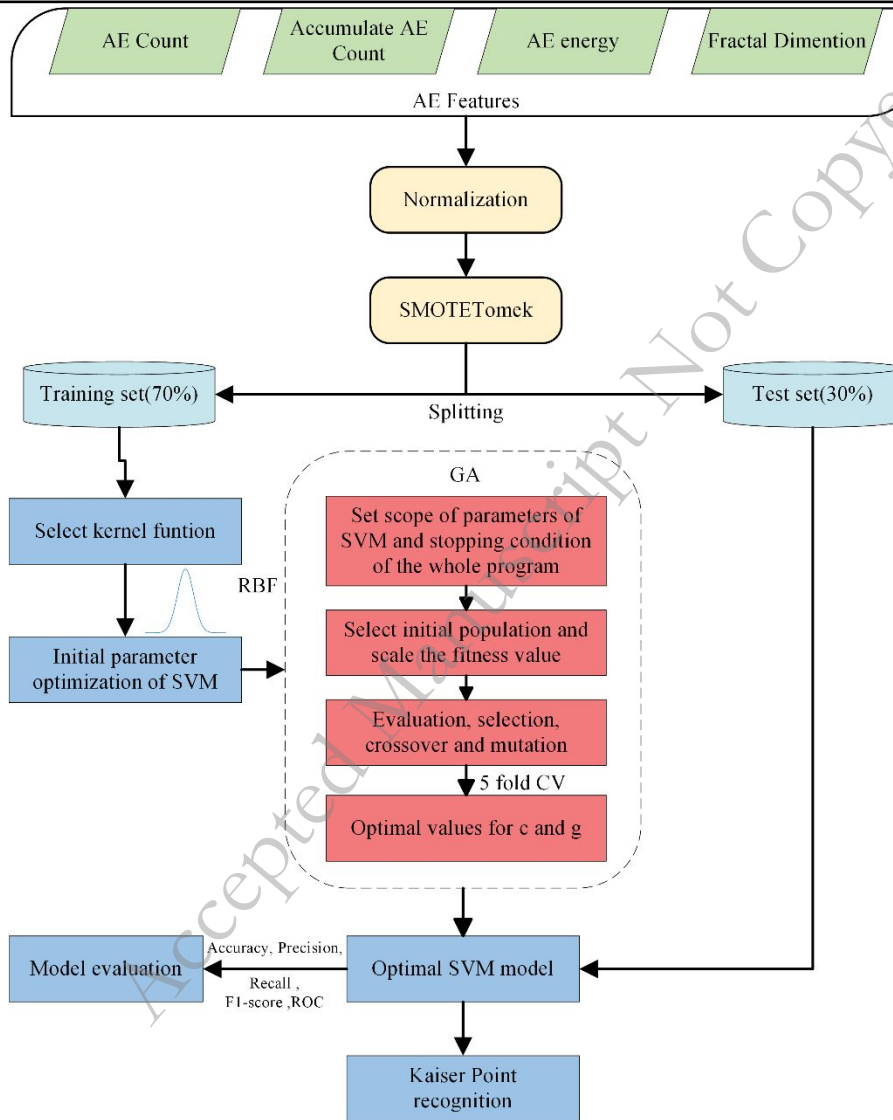 AE Count
Accumulate AE
Count
AE energy
Fractal Dimention
AE Features
Normalization
SMOTETomek
Training set(70%)
Splitting
Test set(30%)
GA
Select kernel funtion
RBF
Initial parameter
optimization of SVM
Set scope of parameters of
SVM and stopping condition
of the whole program
Select initial population and
scale the fitness value
Evaluation, selection,
crossover and mutation
5 fold CV
Optimal values for c and g
Model evaluation
Accuracy, Precision,
Recall ,
F1-score ,ROC
Optimal SVM model
Kaiser Point
recognition
Accepted Manuscript Not Copye